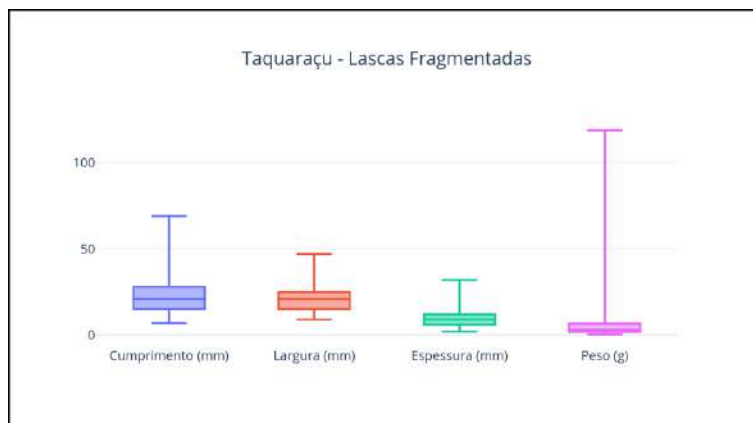 Taquaraçu - Lascas Fragmentadas
100
50
0
Cumprimento (mm) Largura (mm) Espessura (mm) Peso (g)